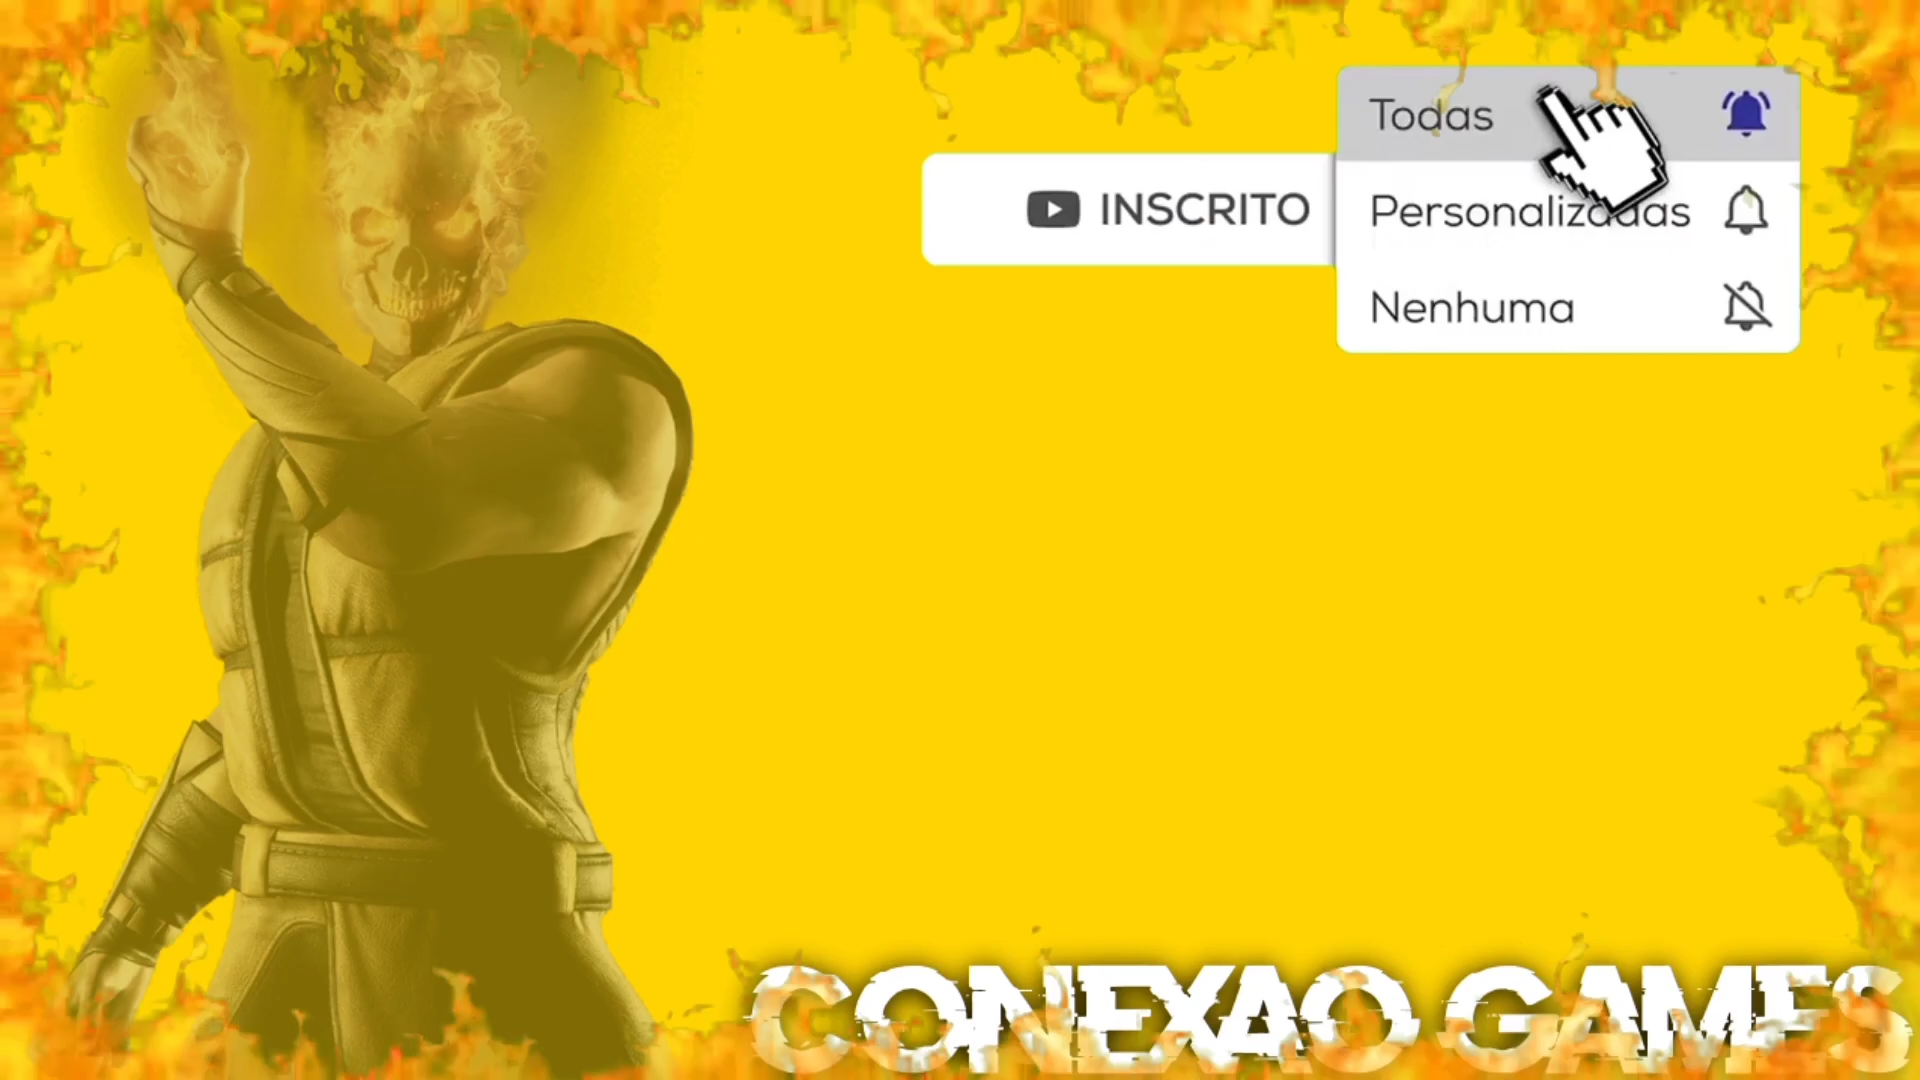 Todas
INSCRITO
Personalizadas
Nenhuma
CONEXAO GAMES